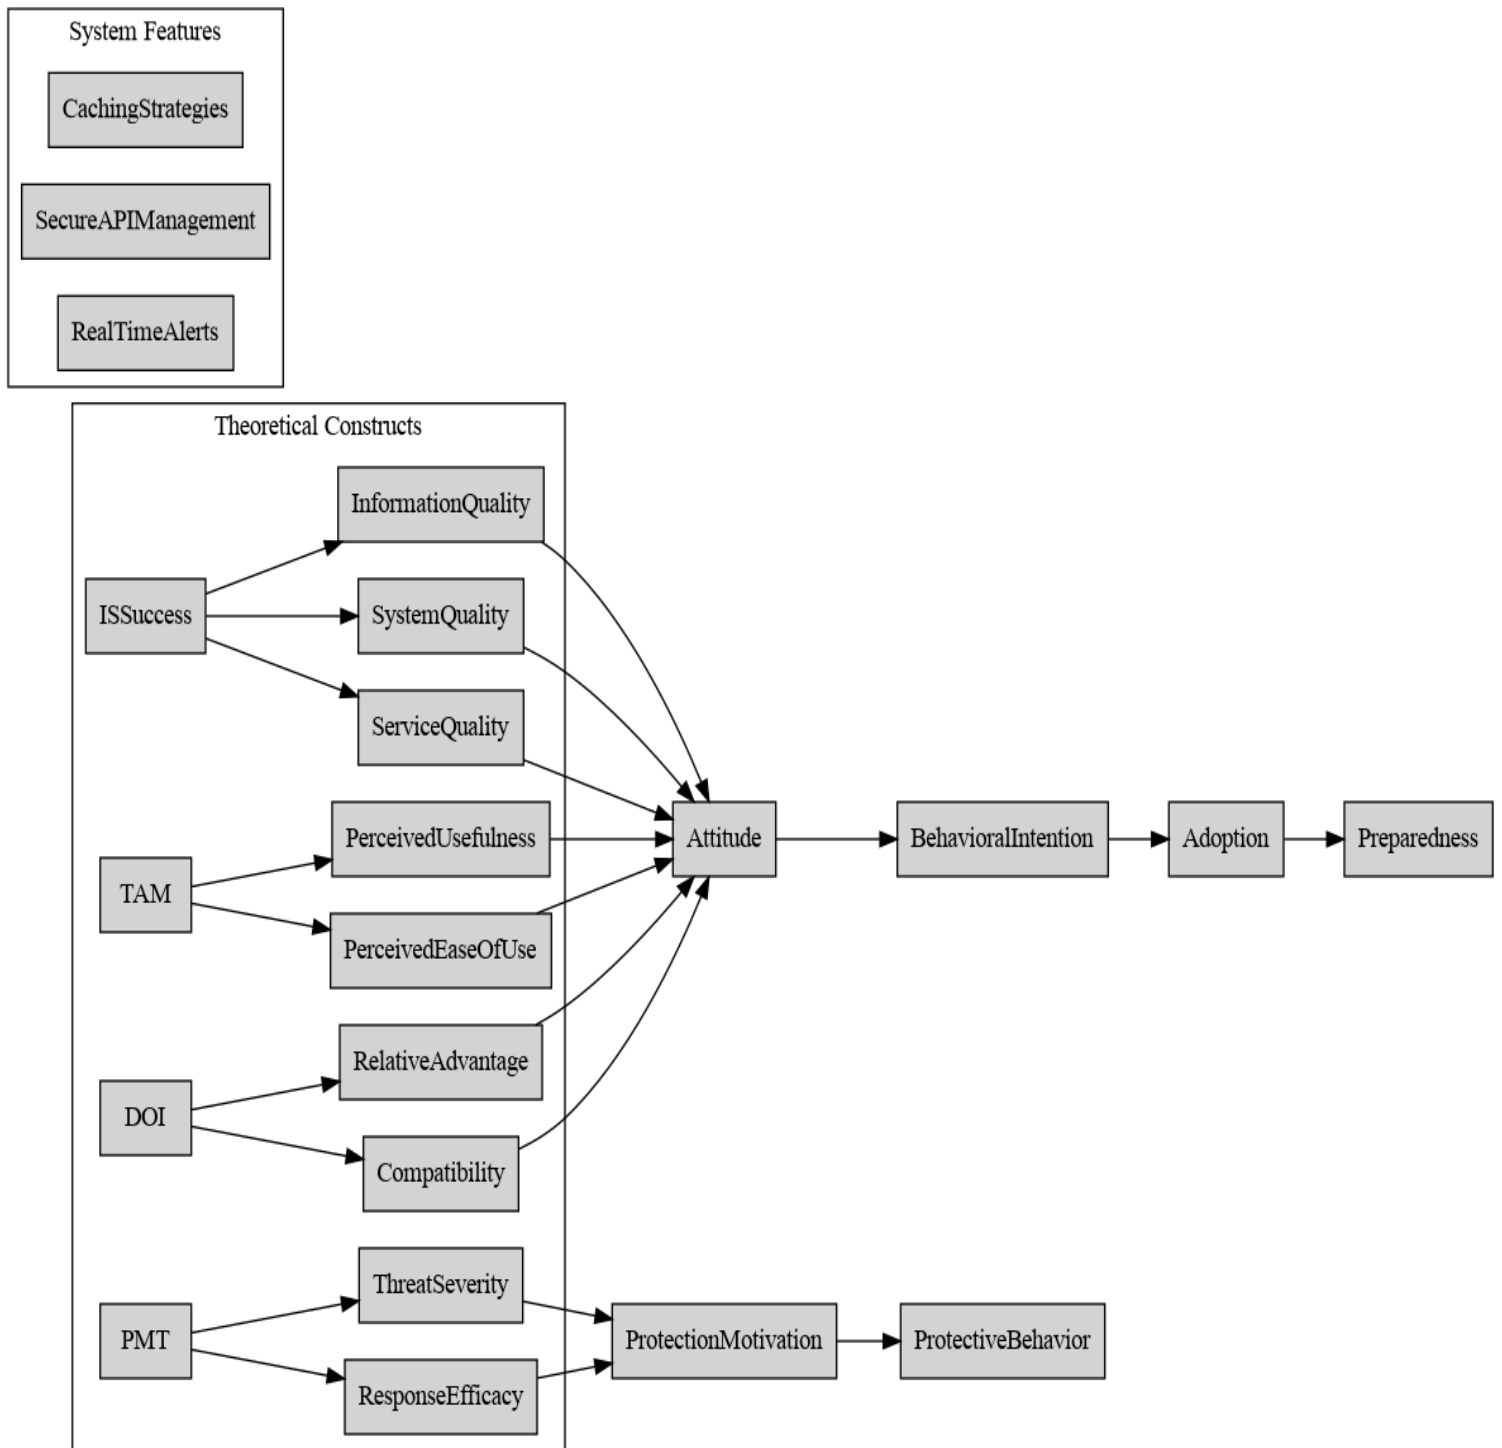 System Features
CachingStrategies
SecureAPIManagement
RealTimeAlerts
Theoretical Constructs
InformationQuality
ISSuccess
SystemQuality
ServiceQuality
PerceivedUsefulness
Attitude
BehavioralIntention
Adoption
Preparedness
TAM
PerceivedEaseOfUse
RelativeAdvantage
DOI
Compatibility
ThreatSeverity
PMT
ProtectionMotivation
ProtectiveBehavior
ResponseEfficacy